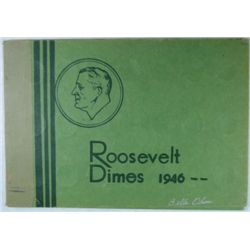 Roosevelt
Dimes 1946 --